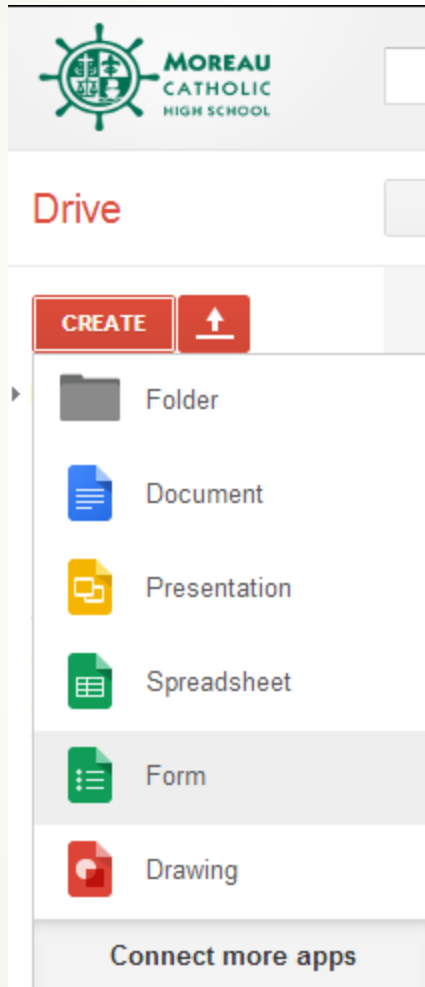 MOREAU
CATHOLIC
HIGH SCHOOL
Drive
CREATE
Folder
Document
Presentation
Spreadsheet
Form
Drawing
Connect more apps